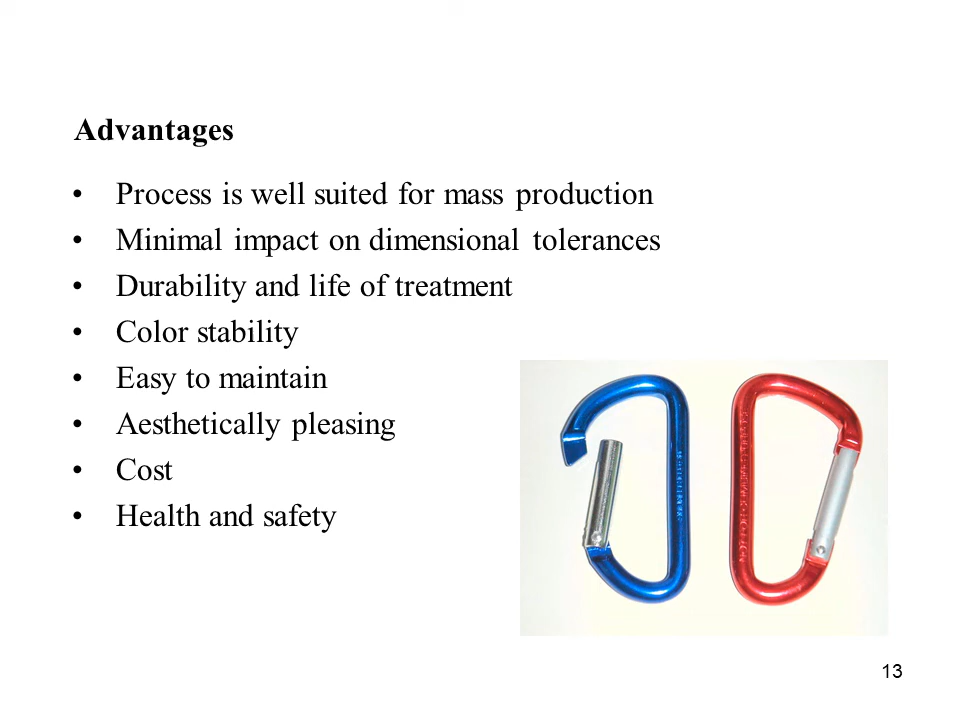 Advantages
• Process is well suited for mass production
• Minimal impact on dimensional tolerances
• Durability and life of treatment
• Color stability
• Easy to maintain
• Aesthetically pleasing
• Cost
• Health and safety
13